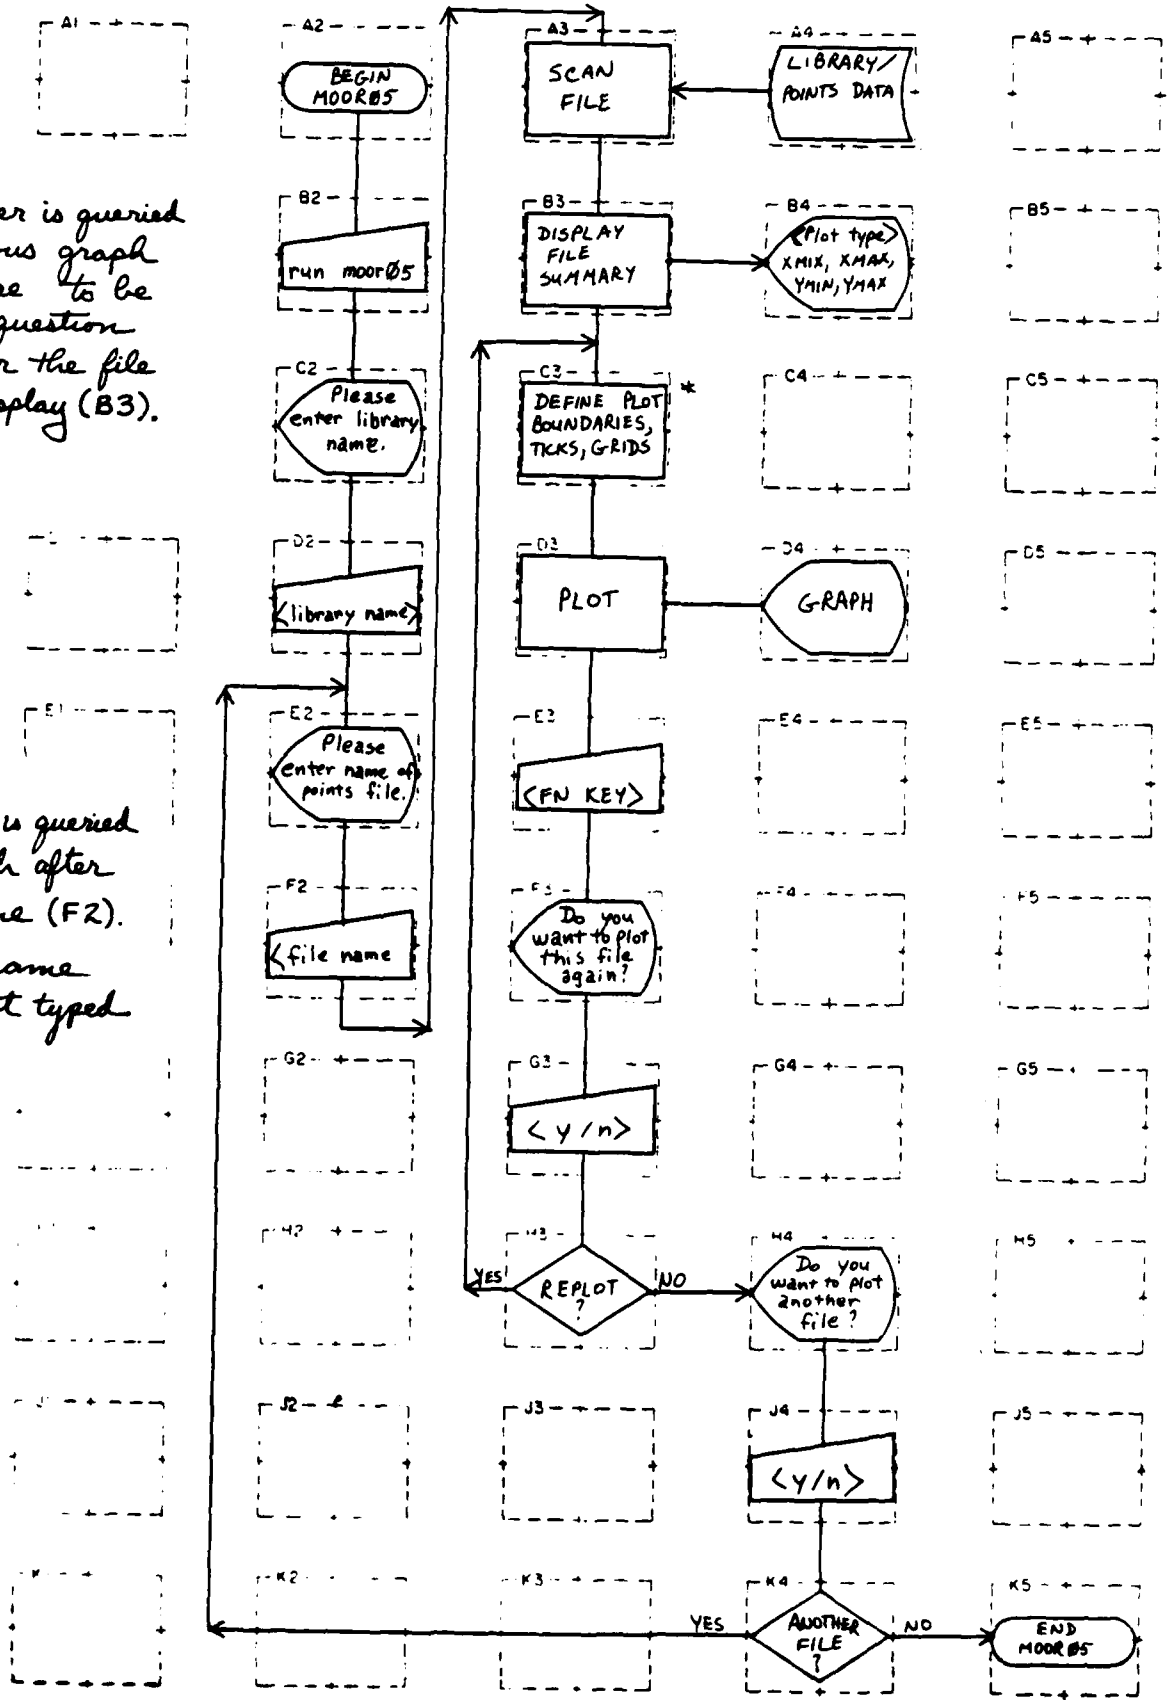 A1
A2
BEGIN
MOORØ5
B2
run moorØ5
C2
Please
enter library
name.
D2
<library name>
E2
Please
enter name of
points file.
F2
<file name
A3
SCAN
FILE
A4
LIBRARY/
POINTS DATA
A5
B3
DISPLAY
FILE
SUMMARY
B4
<Plot type>
XMIX, XMAX,
YMIN, YMAX
B5
C3
DEFINE PLOT
BOUNDARIES,
TICKS, GRIDS
*
C4
C5
D3
PLOT
D4
GRAPH
D5
E1
E3
<FN KEY>
E4
E5
F3
Do you
want to plot
this file
again?
F4
F5
G2
G3
<y/n>
G4
G5
H2
H3
YES
REPLOT
?
NO
H4
Do you
want to plot
another
file?
H5
J2
J3
J4
<y/n>
J5
K2
K3
YES
K4
ANOTHER
FILE
?
NO
K5
END
MOORØ5
er is queried
ous graph
to be
question
the file
splay (B3).
is queried
after
(F2).
ame
t typed